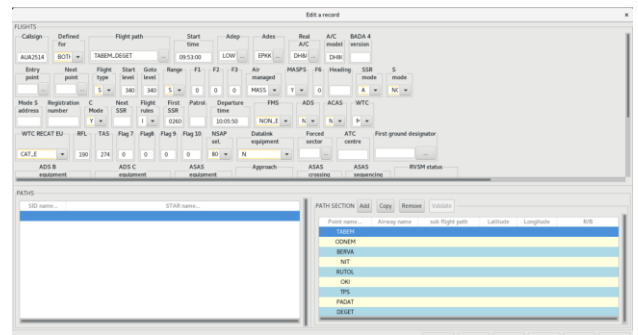 Edit a record
FLIGHTS
Callsign Defined for Flight path Start time Adep Ades Real A/C A/C model BADA 4 version
AUA2514 BOTH TABEM_DEGET ... 09:53:00 LOW ... EPKK ... DH8 DH8
Entry point Next point Flight type Start level Goto level Range F1 F2 F3 Air managed MASPS F6 Heading SSR mode S mode
... ... S 340 340 S 0 0 0 MASS Y 0 A NC
Mode S address Registration number C Mode Next SSR Flight rules First SSR Patrol Departure time FMS ADS ACAS WTC
Y I 0260 10:05:50 NON_E N N
WTC RECAT EU RFL TAS Flag 7 Flag8 Flag 9 Flag 10 NSAP sel. Datalink equipment Forced sector ATC centre First ground designator
CAT_E 190 274 0 0 0 0 80 N ... ...
ADS B equipment ADS C equipment ASAS equipment Approach ASAS crossing ASAS sequencing RVSM status
PATHS
SID name... STAR name...
PATH SECTION Add Copy Remove Validate
Point name... Airway name sub flight path Latitude Longitude R/B
TABEM
ODNEM
BERVA
NIT
RUTOL
OKI
TPS
PADAT
DEGET